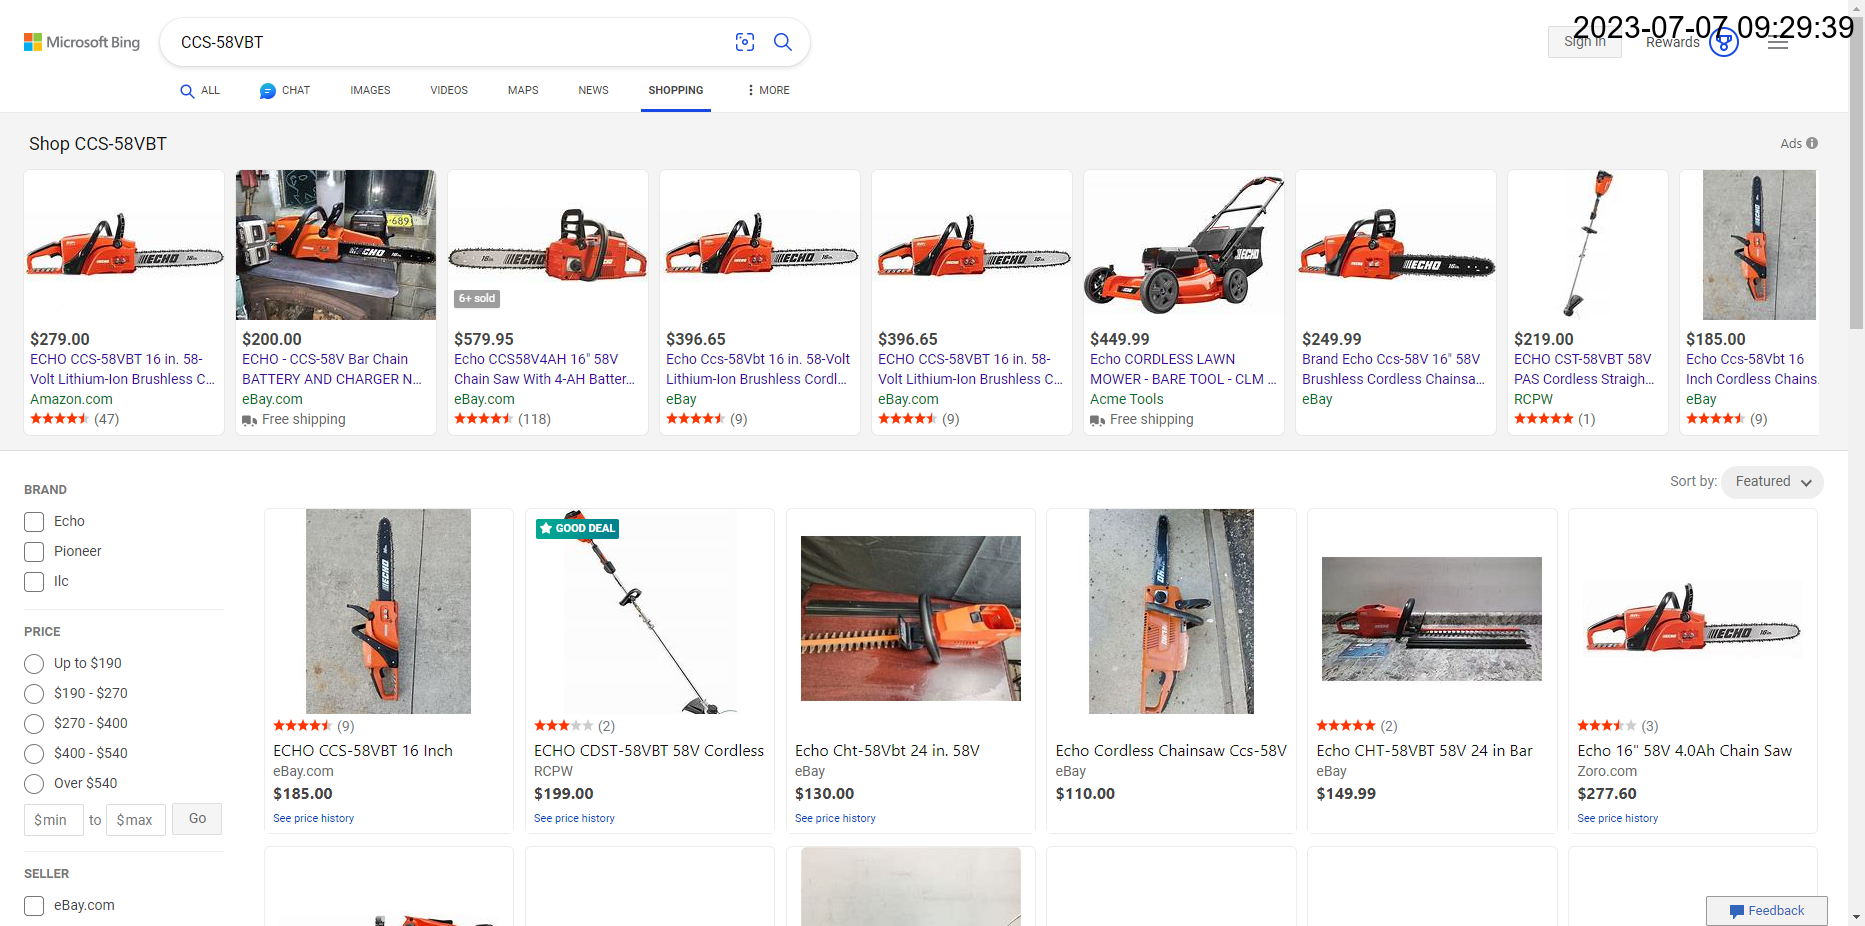 2023-07-07 09:29:39
Microsoft Bing
CCS-58VBT
Sign in
Rewards
ALL
CHAT
IMAGES
VIDEOS
MAPS
NEWS
SHOPPING
MORE
Shop CCS-58VBT
Ads
6+ sold
$279.00
ECHO CCS-58VBT 16 in. 58-
Volt Lithium-Ion Brushless C...
Amazon.com
(47)
$200.00
ECHO - CCS-58V Bar Chain
BATTERY AND CHARGER N...
eBay.com
Free shipping
$579.95
Echo CCS58V4AH 16" 58V
Chain Saw With 4-AH Batter...
eBay.com
(118)
$396.65
Echo Ccs-58Vbt 16 in. 58-Volt
Lithium-Ion Brushless Cordl...
eBay
(9)
$396.65
ECHO CCS-58VBT 16 in. 58-
Volt Lithium-Ion Brushless C...
eBay.com
(9)
$449.99
Echo CORDLESS LAWN
MOWER - BARE TOOL - CLM ...
Acme Tools
Free shipping
$249.99
Brand Echo Ccs-58V 16" 58V
Brushless Cordless Chainsa...
eBay
$219.00
ECHO CST-58VBT 58V
PAS Cordless Straigh...
RCPW
(1)
$185.00
Echo Ccs-58Vbt 16
Inch Cordless Chains.
eBay
(9)
Sort by: Featured
BRAND
Echo
Pioneer
Ilc
PRICE
Up to $190
$190 - $270
$270 - $400
$400 - $540
Over $540
$min to $max Go
SELLER
eBay.com
(9)
ECHO CCS-58VBT 16 Inch
eBay.com
$185.00
See price history
GOOD DEAL
(2)
ECHO CDST-58VBT 58V Cordless
RCPW
$199.00
See price history
Echo Cht-58Vbt 24 in. 58V
eBay
$130.00
See price history
Echo Cordless Chainsaw Ccs-58V
eBay
$110.00
(2)
Echo CHT-58VBT 58V 24 in Bar
eBay
$149.99
(3)
Echo 16" 58V 4.0Ah Chain Saw
Zoro.com
$277.60
See price history
Feedback